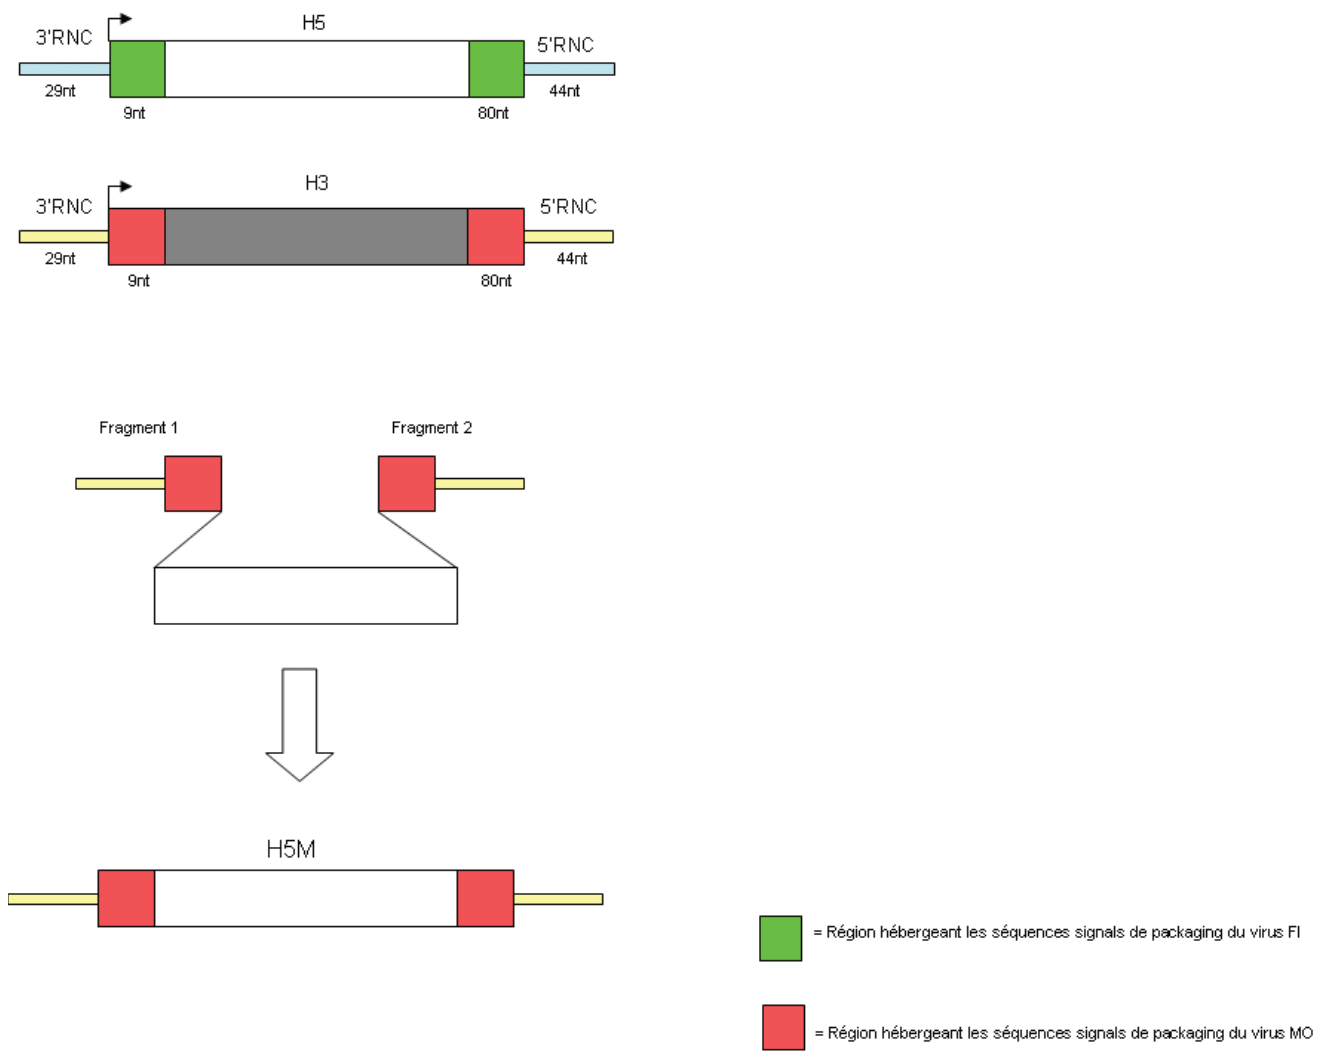 H5
3'RNC
5'RNC
29nt
44nt
9nt
80nt
H3
3'RNC
5'RNC
29nt
44nt
9nt
80nt
Fragment 1
Fragment 2
H5M
= Région hébergeant les séquences signals de packaging du virus FI
= Région hébergeant les séquences signals de packaging du virus MO